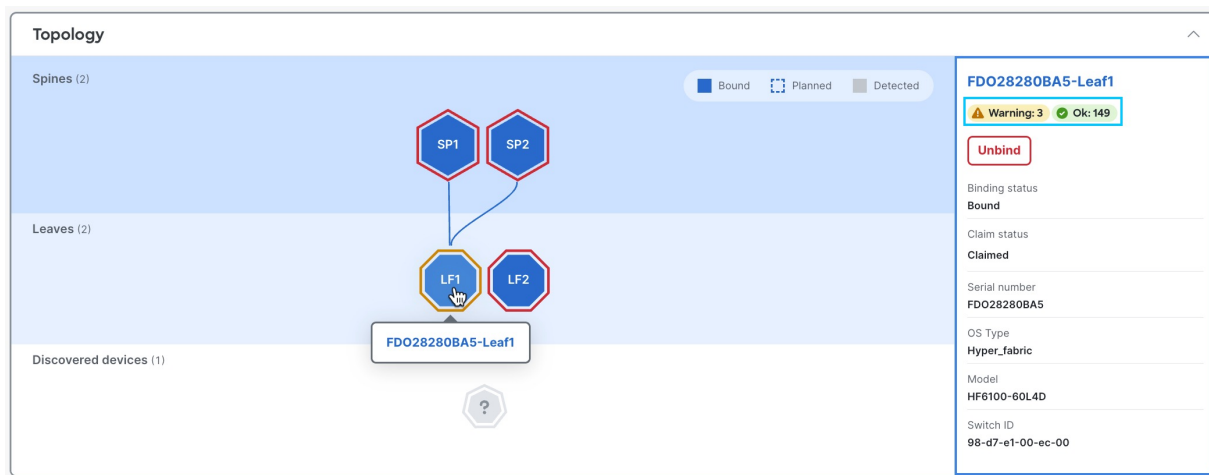 Topology
Spines (2)
Bound
Planned
Detected
SP1
SP2
Leaves (2)
LF1
LF2
FDO28280BA5-Leaf1
Discovered devices (1)
?
FDO28280BA5-Leaf1
Warning: 3 Ok: 149
Unbind
Binding status
Bound
Claim status
Claimed
Serial number
FDO28280BA5
OS Type
Hyper_fabric
Model
HF6100-60L4D
Switch ID
98-d7-e1-00-ec-00